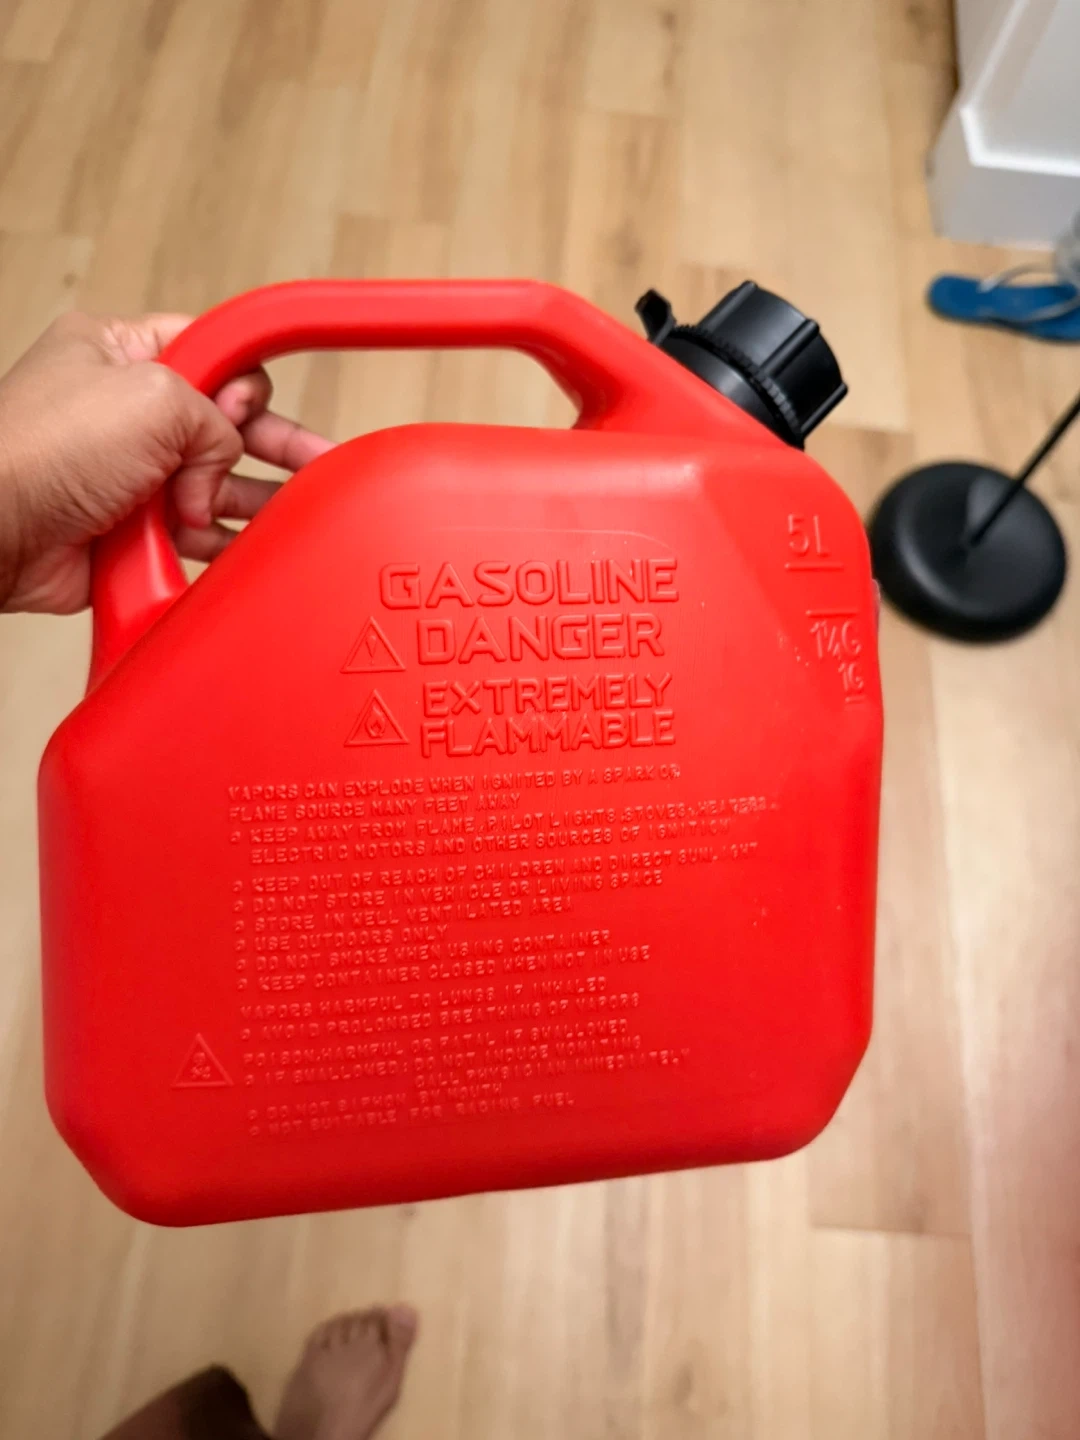 5L
GASOLINE
DANGER
1¼G
1G
EXTREMELY
FLAMMABLE
VAPORS CAN EXPLODE WHEN IGNITED BY A SPARK OR
FLAME SOURCE MANY FEET AWAY
KEEP AWAY FROM FLAME, PILOT LIGHTS, STOVES, HEATERS,
ELECTRIC MOTORS AND OTHER SOURCES OF IGNITION
KEEP OUT OF REACH OF CHILDREN AND DIRECT SUNLIGHT
DO NOT STORE IN VEHICLE OR LIVING SPACE
STORE IN WELL VENTILATED AREA
USE OUTDOORS ONLY
DO NOT SMOKE WHEN USING CONTAINER
KEEP CONTAINER CLOSED WHEN NOT IN USE
VAPORS HARMFUL TO LUNGS IF INHALED
AVOID PROLONGED BREATHING OF VAPORS
POISON, HARMFUL OR FATAL IF SWALLOWED
IF SWALLOWED: DO NOT INDUCE VOMITING
CALL PHYSICIAN IMMEDIATELY
DO NOT SIPHON BY MOUTH
NOT SUITABLE FOR RACING FUEL